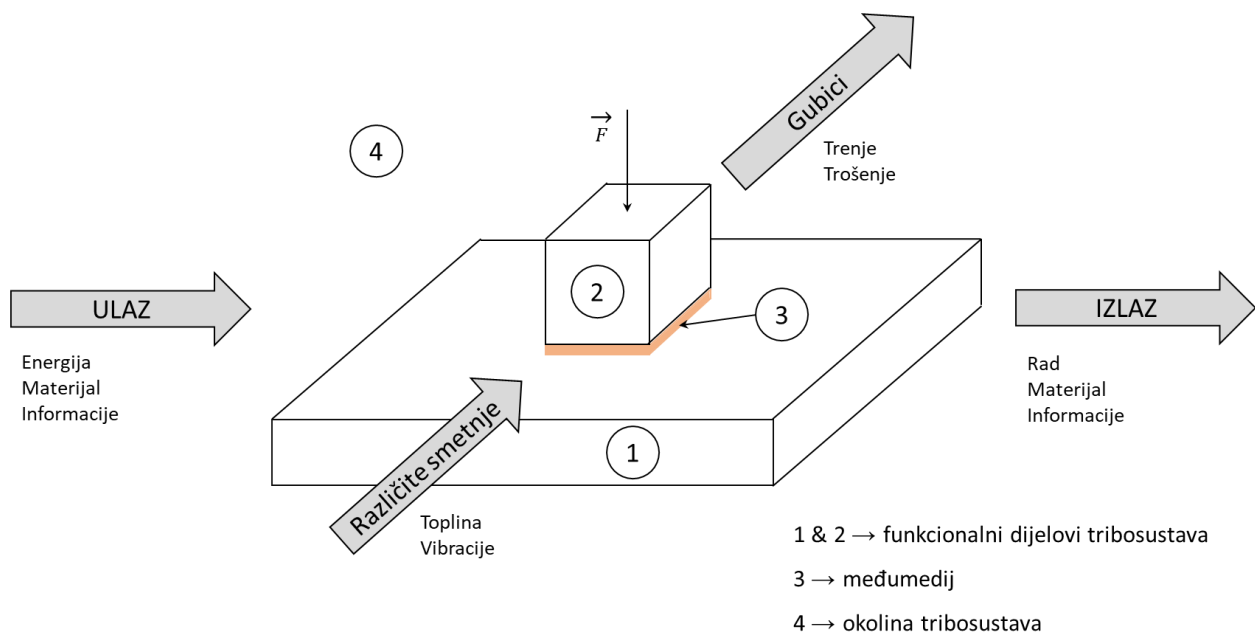 Gubici
Trenje
Trošenje
F
4
2
3
ULAZ
Energija
Materijal
Informacije
IZLAZ
Rad
Materijal
Informacije
1
Različite smetnje
Toplina
Vibracije
1 & 2 → funkcionalni dijelovi tribosustava
3 → međumedij
4 → okolina tribosustava